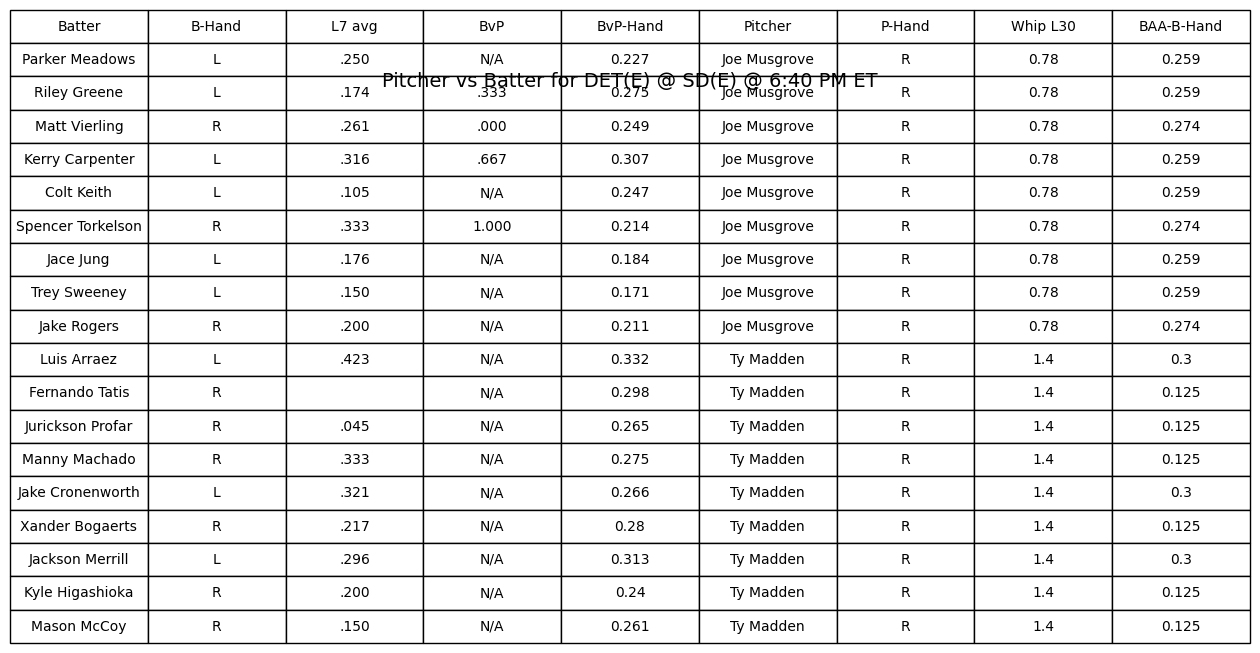 Batter B-Hand L7 avg BvP BvP-Hand Pitcher P-Hand Whip L30 BAA-B-Hand
Parker Meadows L .250 N/A 0.227 Joe Musgrove R 0.78 0.259
Pitcher vs Batter for DET(E) @ SD(E) @ 6:40 PM ET
Riley Greene L .174 .333 0.275 Joe Musgrove R 0.78 0.259
Matt Vierling R .261 .000 0.249 Joe Musgrove R 0.78 0.274
Kerry Carpenter L .316 .667 0.307 Joe Musgrove R 0.78 0.259
Colt Keith L .105 N/A 0.247 Joe Musgrove R 0.78 0.259
Spencer Torkelson R .333 1.000 0.214 Joe Musgrove R 0.78 0.274
Jace Jung L .176 N/A 0.184 Joe Musgrove R 0.78 0.259
Trey Sweeney L .150 N/A 0.171 Joe Musgrove R 0.78 0.259
Jake Rogers R .200 N/A 0.211 Joe Musgrove R 0.78 0.274
Luis Arraez L .423 N/A 0.332 Ty Madden R 1.4 0.3
Fernando Tatis R N/A 0.298 Ty Madden R 1.4 0.125
Jurickson Profar R .045 N/A 0.265 Ty Madden R 1.4 0.125
Manny Machado R .333 N/A 0.275 Ty Madden R 1.4 0.125
Jake Cronenworth L .321 N/A 0.266 Ty Madden R 1.4 0.3
Xander Bogaerts R .217 N/A 0.28 Ty Madden R 1.4 0.125
Jackson Merrill L .296 N/A 0.313 Ty Madden R 1.4 0.3
Kyle Higashioka R .200 N/A 0.24 Ty Madden R 1.4 0.125
Mason McCoy R .150 N/A 0.261 Ty Madden R 1.4 0.125